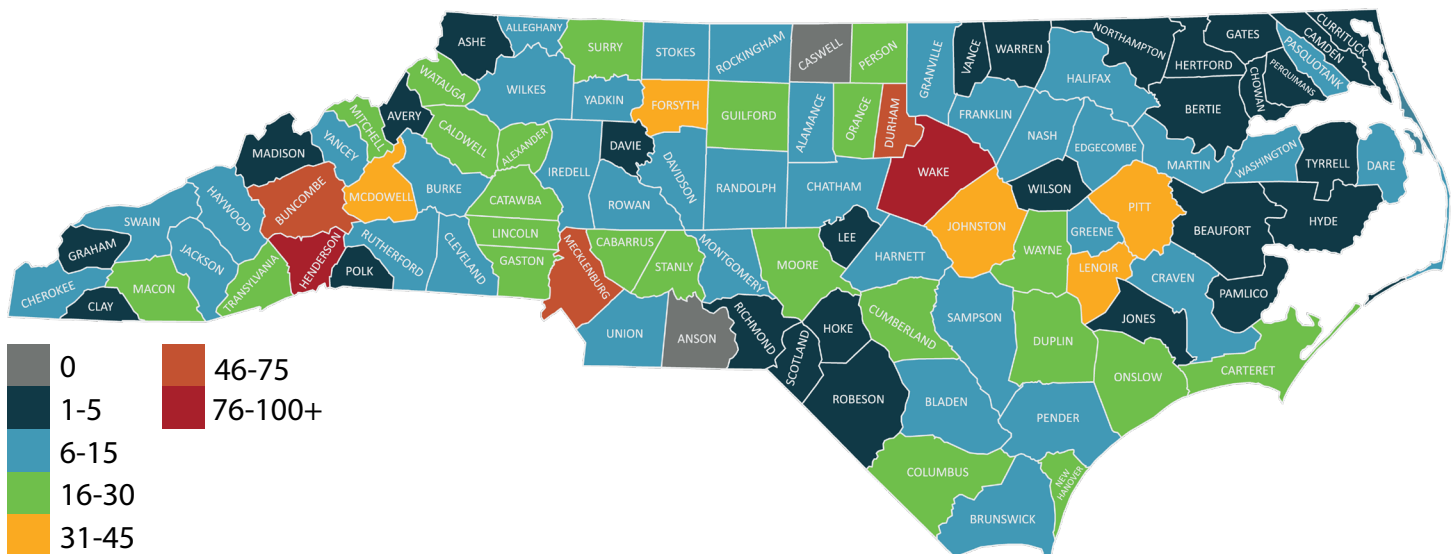 ASHE
ALLEGHANY
SURRY
STOKES
ROCKINGHAM
CASWELL
PERSON
GRANVILLE
VANCE
WARREN
NORTHAMPTON
GATES
HERTFORD
CURRITUCK
CAMDEN
PASQUOTANK
PERQUIMANS
CHOWAN
HALIFAX
BERTIE
WATAUGA
WILKES
YADKIN
FORSYTH
GUILFORD
ALAMANCE
ORANGE
DURHAM
FRANKLIN
NASH
EDGECOMBE
MARTIN
WASHINGTON
TYRRELL
DARE
AVERY
MITCHELL
YANCEY
MADISON
CALDWELL
ALEXANDER
IREDELL
DAVIE
DAVIDSON
RANDOLPH
CHATHAM
WAKE
WILSON
PITT
BEAUFORT
HYDE
HAYWOOD
BUNCOMBE
MCDOWELL
BURKE
CATAWBA
ROWAN
JOHNSTON
SWAIN
GRAHAM
JACKSON
HENDERSON
RUTHERFORD
POLK
CLEVELAND
LINCOLN
GASTON
MECKLENBURG
CABARRUS
STANLY
MONTGOMERY
MOORE
LEE
HARNETT
WAYNE
GREENE
LENOIR
CRAVEN
PAMLICO
CHEROKEE
CLAY
MACON
TRANSYLVANIA
UNION
ANSON
RICHMOND
SCOTLAND
HOKE
CUMBERLAND
SAMPSON
DUPLIN
JONES
ONSLOW
CARTERET
ROBESON
BLADEN
PENDER
COLUMBUS
NEW
HANOVER
BRUNSWICK
0
1-5
6-15
16-30
31-45
46-75
76-100+